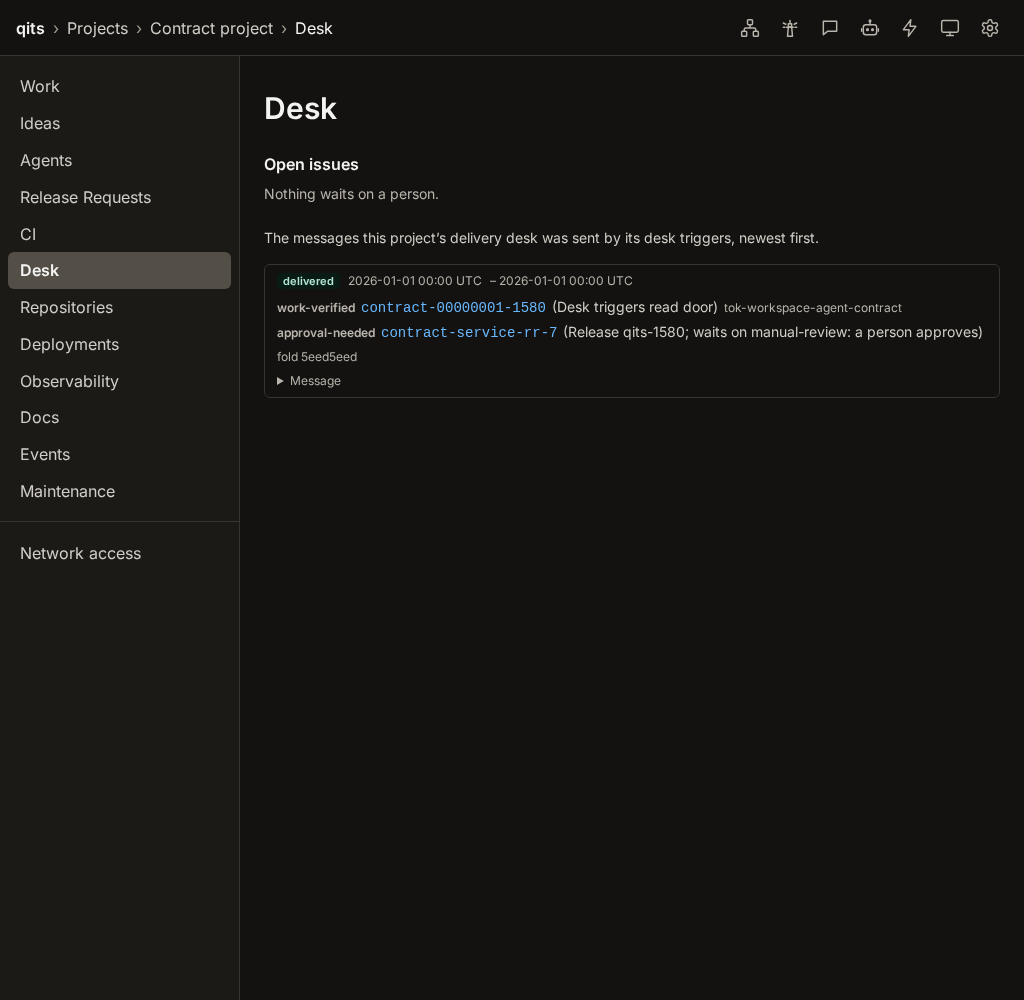 qits › Projects › Contract project › Desk
Work
Ideas
Agents
Release Requests
CI
Desk
Repositories
Deployments
Observability
Docs
Events
Maintenance
Network access
Desk
Open issues
Nothing waits on a person.
The messages this project’s delivery desk was sent by its desk triggers, newest first.
delivered 2026-01-01 00:00 UTC – 2026-01-01 00:00 UTC
work-verified contract-00000001-1580 (Desk triggers read door) tok-workspace-agent-contract
approval-needed contract-service-rr-7 (Release qits-1580; waits on manual-review: a person approves)
fold 5eed5eed
Message